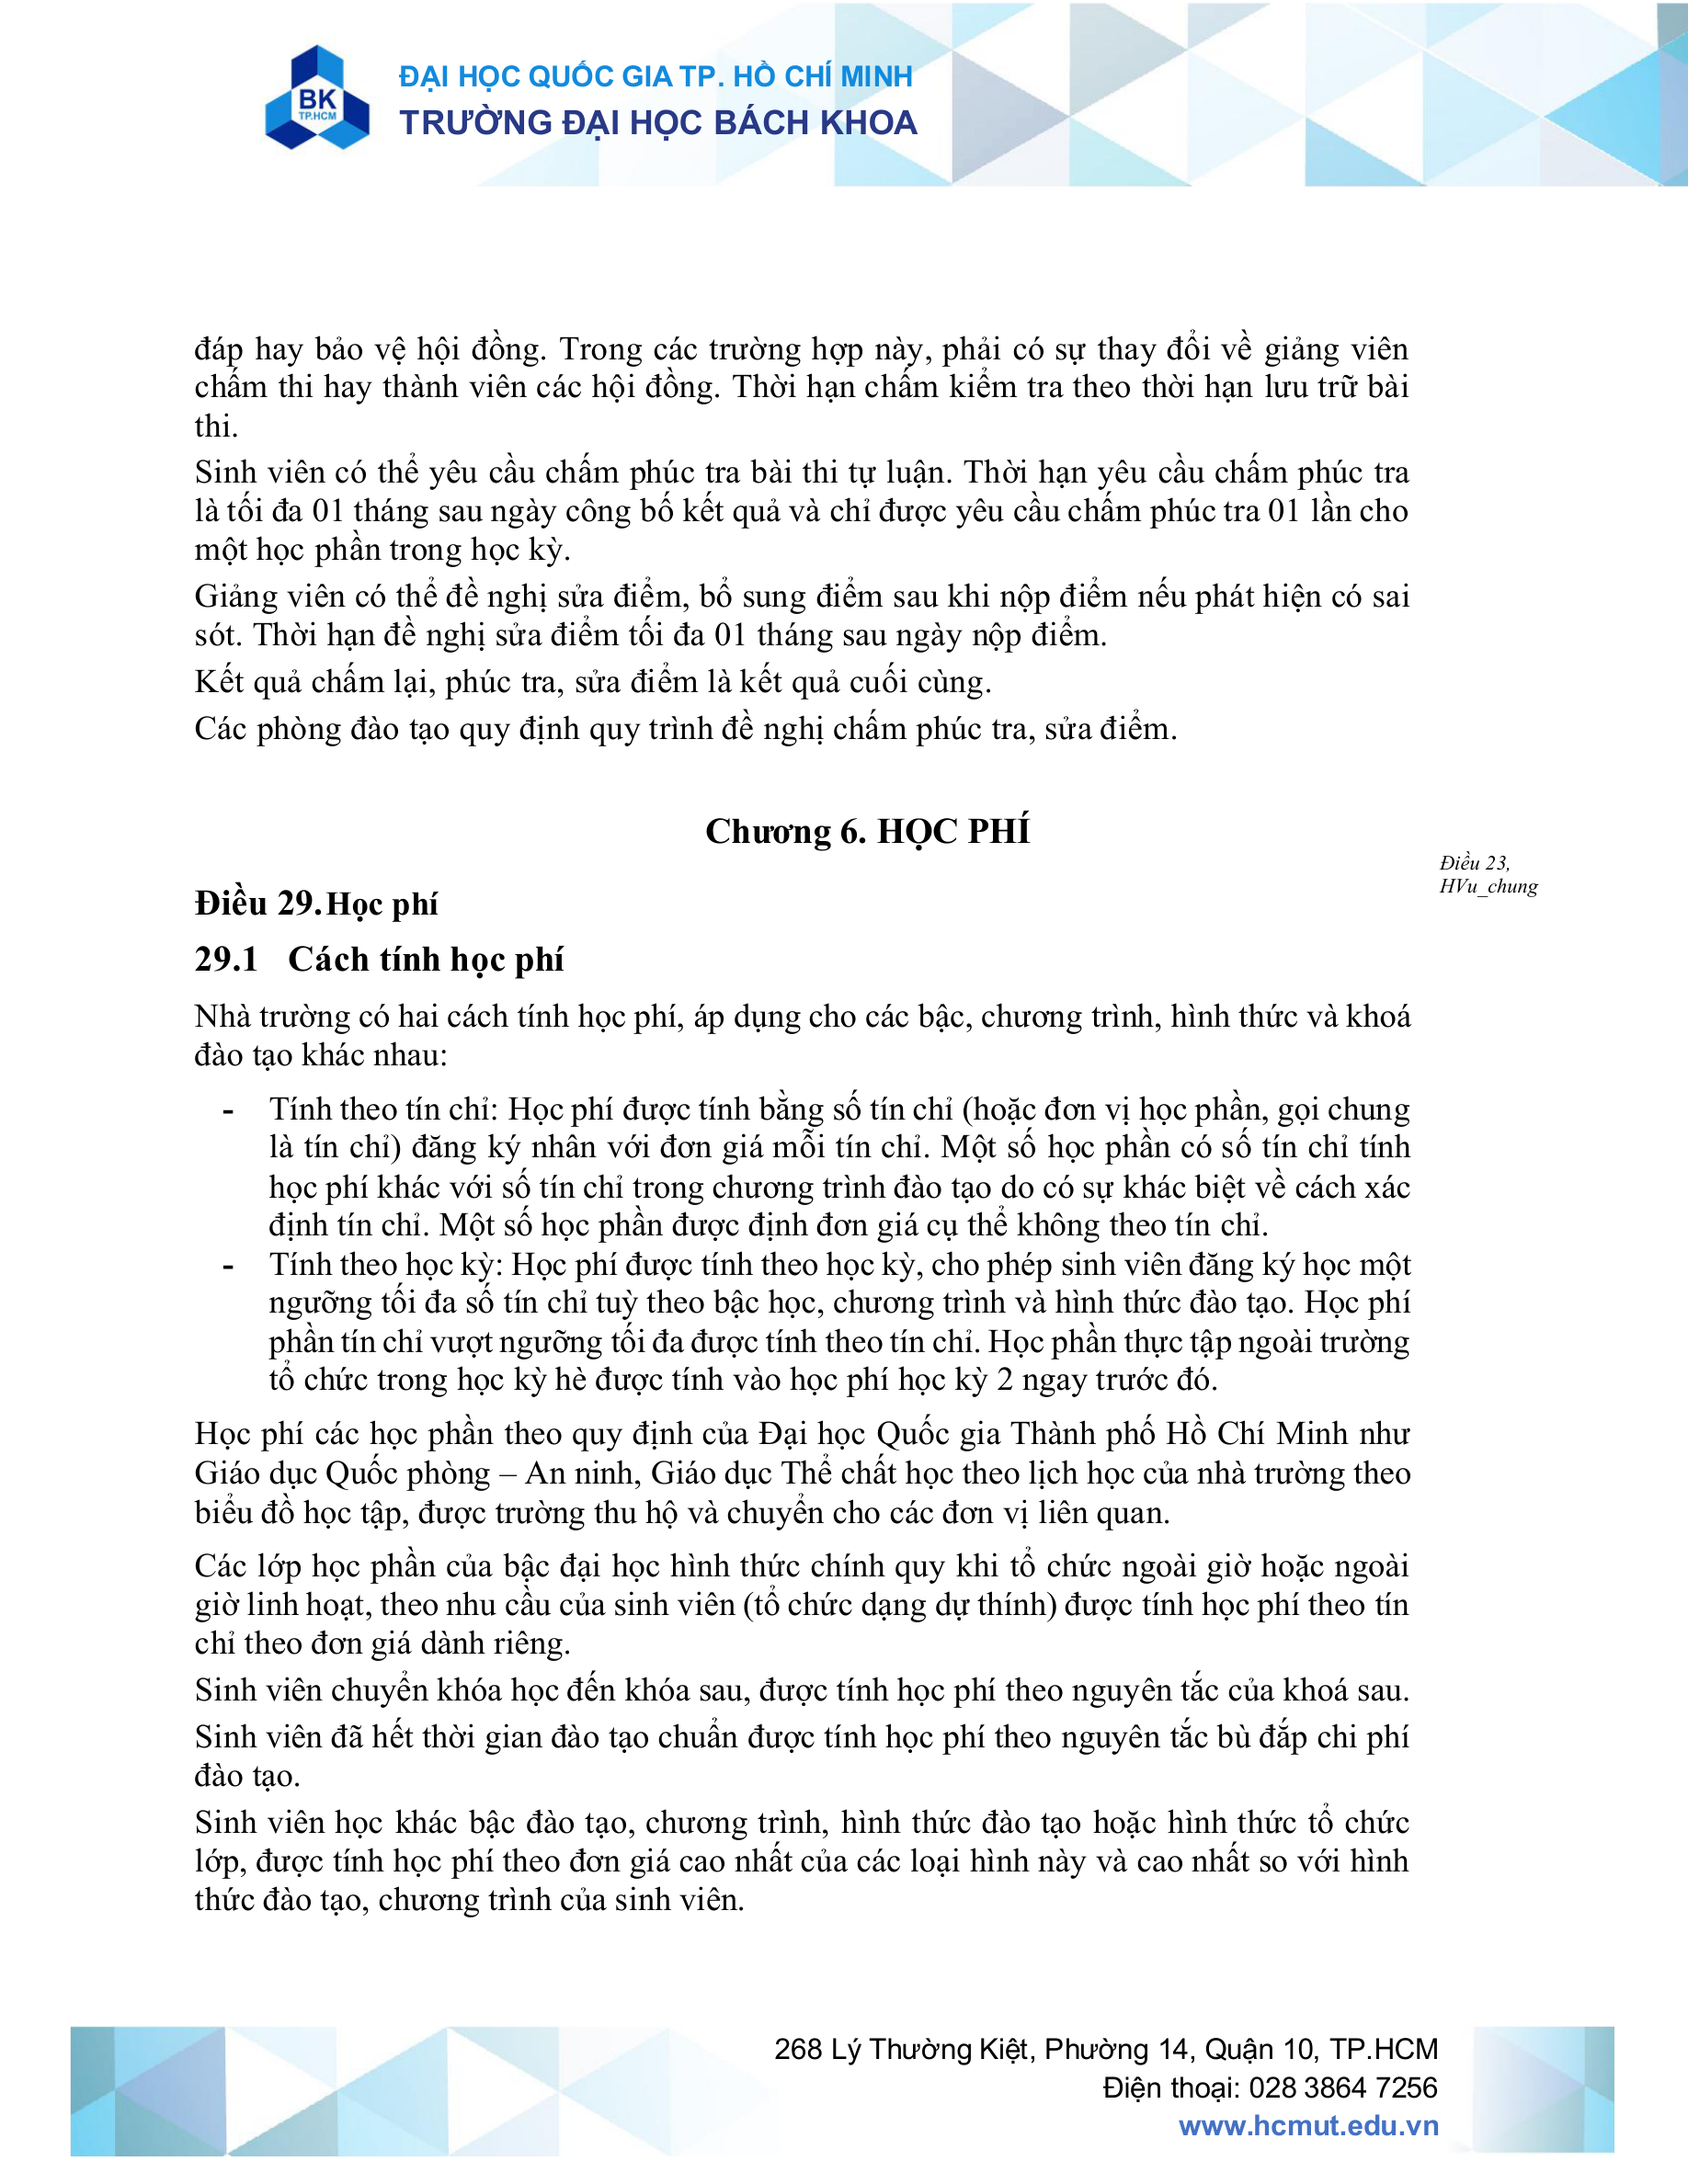 BK
TP.HCM
ĐẠI HỌC QUỐC GIA TP. HỒ CHÍ MINH
TRƯỜNG ĐẠI HỌC BÁCH KHOA
đáp hay bảo vệ hội đồng. Trong các trường hợp này, phải có sự thay đổi về giảng viên
chấm thi hay thành viên các hội đồng. Thời hạn chấm kiểm tra theo thời hạn lưu trữ bài
thi.
Sinh viên có thể yêu cầu chấm phúc tra bài thi tự luận. Thời hạn yêu cầu chấm phúc tra
là tối đa 01 tháng sau ngày công bố kết quả và chỉ được yêu cầu chấm phúc tra 01 lần cho
một học phần trong học kỳ.
Giảng viên có thể đề nghị sửa điểm, bổ sung điểm sau khi nộp điểm nếu phát hiện có sai
sót. Thời hạn đề nghị sửa điểm tối đa 01 tháng sau ngày nộp điểm.
Kết quả chấm lại, phúc tra, sửa điểm là kết quả cuối cùng.
Các phòng đào tạo quy định quy trình đề nghị chấm phúc tra, sửa điểm.
Chương 6. HỌC PHÍ
Điều 23,
HVu_chung
Điều 29. Học phí
29.1 Cách tính học phí
Nhà trường có hai cách tính học phí, áp dụng cho các bậc, chương trình, hình thức và khoá
đào tạo khác nhau:
- Tính theo tín chỉ: Học phí được tính bằng số tín chỉ (hoặc đơn vị học phần, gọi chung
là tín chỉ) đăng ký nhân với đơn giá mỗi tín chỉ. Một số học phần có số tín chỉ tính
học phí khác với số tín chỉ trong chương trình đào tạo do có sự khác biệt về cách xác
định tín chỉ. Một số học phần được định đơn giá cụ thể không theo tín chỉ.
- Tính theo học kỳ: Học phí được tính theo học kỳ, cho phép sinh viên đăng ký học một
ngưỡng tối đa số tín chỉ tuỳ theo bậc học, chương trình và hình thức đào tạo. Học phí
phần tín chỉ vượt ngưỡng tối đa được tính theo tín chỉ. Học phần thực tập ngoài trường
tổ chức trong học kỳ hè được tính vào học phí học kỳ 2 ngay trước đó.
Học phí các học phần theo quy định của Đại học Quốc gia Thành phố Hồ Chí Minh như
Giáo dục Quốc phòng – An ninh, Giáo dục Thể chất học theo lịch học của nhà trường theo
biểu đồ học tập, được trường thu hộ và chuyển cho các đơn vị liên quan.
Các lớp học phần của bậc đại học hình thức chính quy khi tổ chức ngoài giờ hoặc ngoài
giờ linh hoạt, theo nhu cầu của sinh viên (tổ chức dạng dự thính) được tính học phí theo tín
chỉ theo đơn giá dành riêng.
Sinh viên chuyển khóa học đến khóa sau, được tính học phí theo nguyên tắc của khoá sau.
Sinh viên đã hết thời gian đào tạo chuẩn được tính học phí theo nguyên tắc bù đắp chi phí
đào tạo.
Sinh viên học khác bậc đào tạo, chương trình, hình thức đào tạo hoặc hình thức tổ chức
lớp, được tính học phí theo đơn giá cao nhất của các loại hình này và cao nhất so với hình
thức đào tạo, chương trình của sinh viên.
268 Lý Thường Kiệt, Phường 14, Quận 10, TP.HCM
Điện thoại: 028 3864 7256
www.hcmut.edu.vn